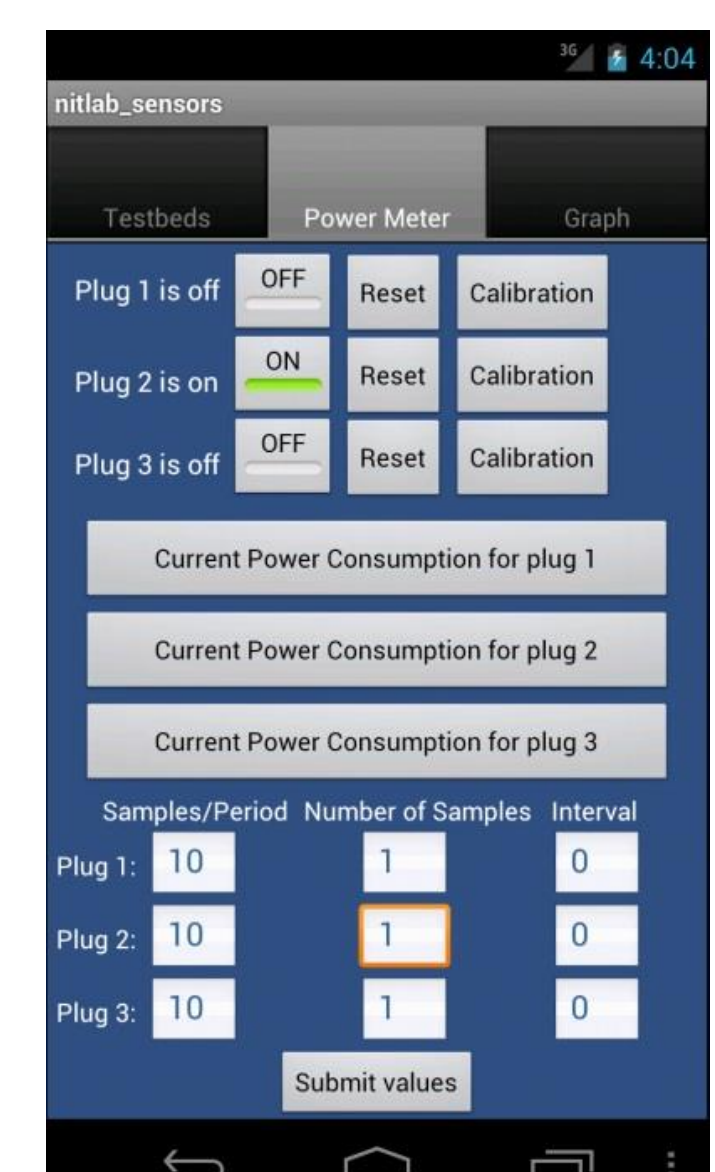 3G 4:04
nitlab_sensors
Testbeds Power Meter Graph
Plug 1 is off OFF Reset Calibration
Plug 2 is on ON Reset Calibration
Plug 3 is off OFF Reset Calibration
Current Power Consumption for plug 1
Current Power Consumption for plug 2
Current Power Consumption for plug 3
Samples/Period Number of Samples Interval
Plug 1: 10 1 0
Plug 2: 10 1 0
Plug 3: 10 1 0
Submit values